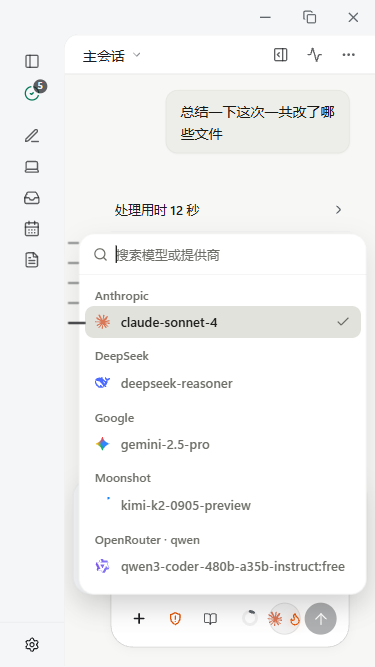 主会话
5
总结一下这次一共改了哪
些文件
处理用时 12 秒
搜索模型或提供商
Anthropic
claude-sonnet-4
DeepSeek
deepseek-reasoner
Google
gemini-2.5-pro
Moonshot
kimi-k2-0905-preview
OpenRouter · qwen
qwen3-coder-480b-a35b-instruct:free